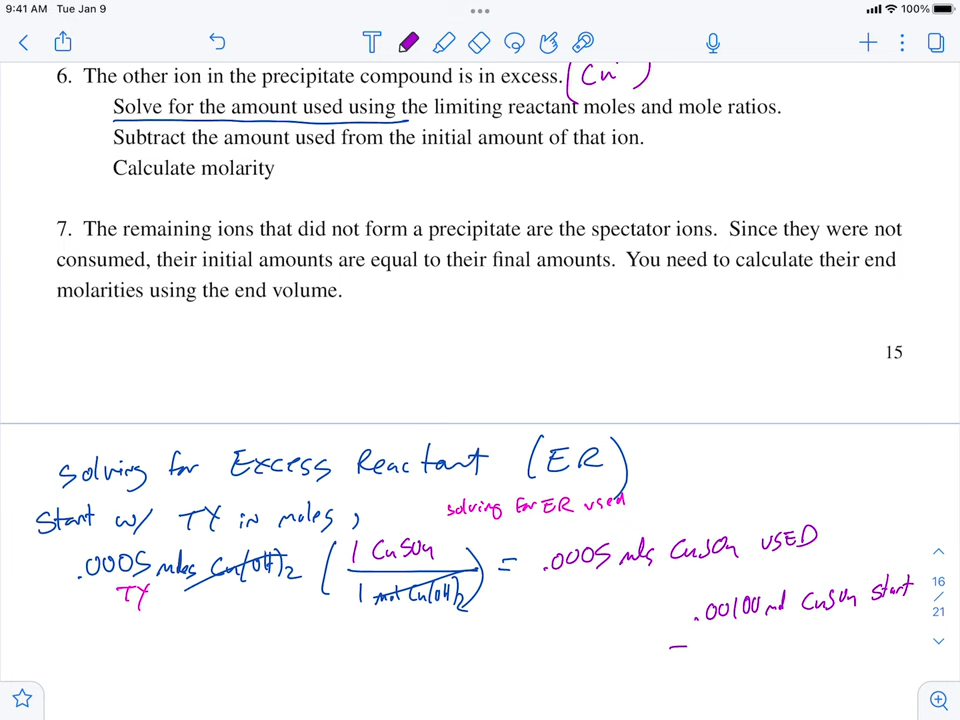 9:41 AM Tue Jan 9 100%
6. The other ion in the precipitate compound is in excess. (Cu )
Solve for the amount used using the limiting reactant moles and mole ratios.
Subtract the amount used from the initial amount of that ion.
Calculate molarity
7. The remaining ions that did not form a precipitate are the spectator ions. Since they were not
consumed, their initial amounts are equal to their final amounts. You need to calculate their end
molarities using the end volume.
15
Solving for Excess Reactant (ER)
Start w/ TY in moles,
solving for ER used
.0005 moles Cu(OH)2 ( 1 CuSO4 / 1 mol Cu(OH)2 ) = .0005 mls CuSO4 USED
TY
.00100 mol CuSO4 start
–
16
/
21